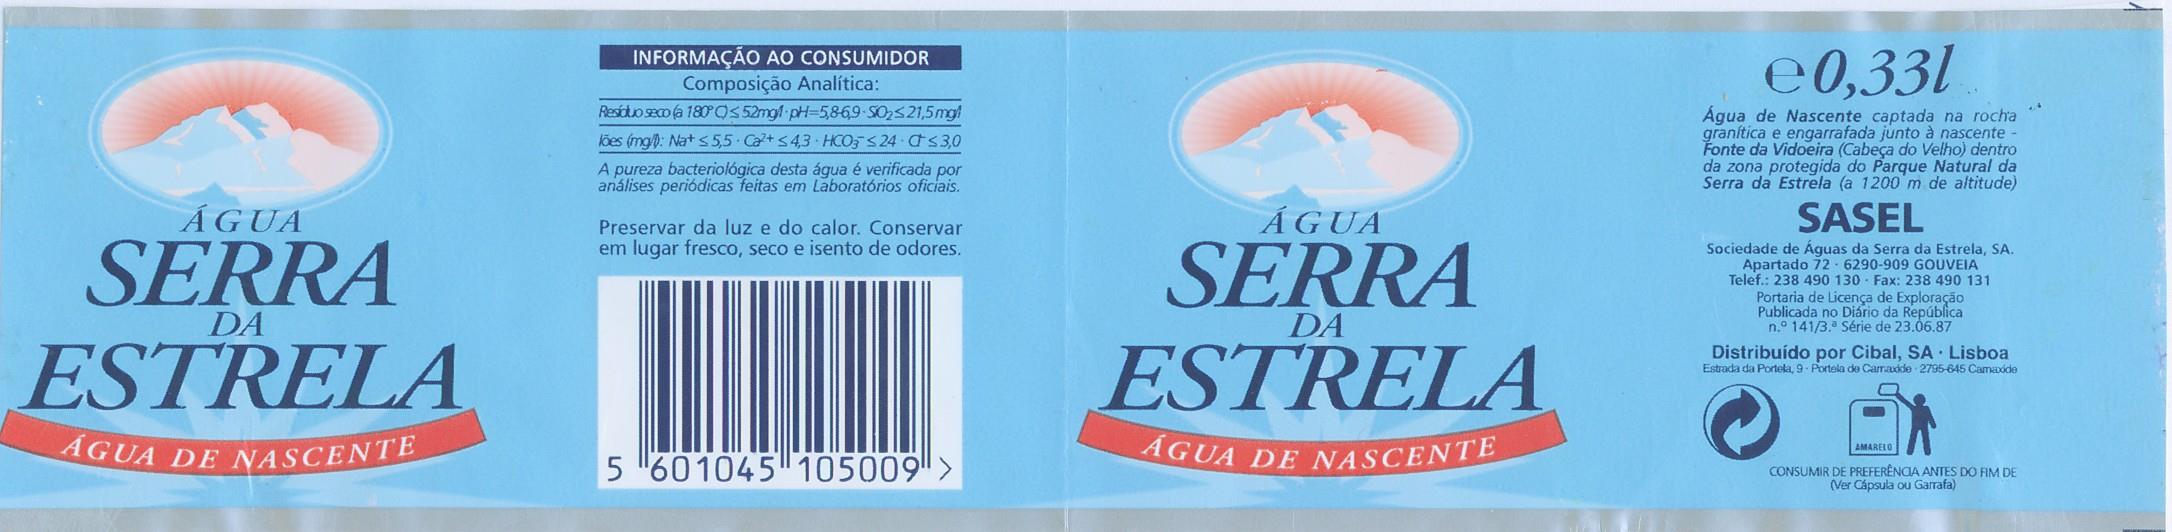 ÁGUA
SERRA
DA
ESTRELA
ÁGUA DE NASCENTE
INFORMAÇÃO AO CONSUMIDOR
Composição Analítica:
Resíduo seco (a 180° C) ≤ 52mg/l · pH=5,8-6,9 · SiO₂ ≤ 21,5 mg/l
Iões (mg/l): Na⁺ ≤ 5,5 · Ca²⁺ ≤ 4,3 · HCO₃⁻ ≤ 24 · Cl⁻ ≤ 3,0
A pureza bacteriológica desta água é verificada por
análises periódicas feitas em Laboratórios oficiais.
Preservar da luz e do calor. Conservar
em lugar fresco, seco e isento de odores.
5 601045 105009 >
ÁGUA
SERRA
DA
ESTRELA
ÁGUA DE NASCENTE
℮ 0,33l
Água de Nascente captada na rocha
granítica e engarrafada junto à nascente -
Fonte da Vidoeira (Cabeça do Velho) dentro
da zona protegida do Parque Natural da
Serra da Estrela (a 1200 m de altitude)
SASEL
Sociedade de Águas da Serra da Estrela, SA.
Apartado 72 · 6290-909 GOUVEIA
Telef.: 238 490 130 · Fax: 238 490 131
Portaria de Licença de Exploração
Publicada no Diário da República
n.º 141/3.ª Série de 23.06.87
Distribuído por Cibal, SA · Lisboa
Estrada da Portela, 9 · Portela de Carnaxide · 2795-645 Carnaxide
AMARELO
CONSUMIR DE PREFERÊNCIA ANTES DO FIM DE
(Ver Cápsula ou Garrafa)